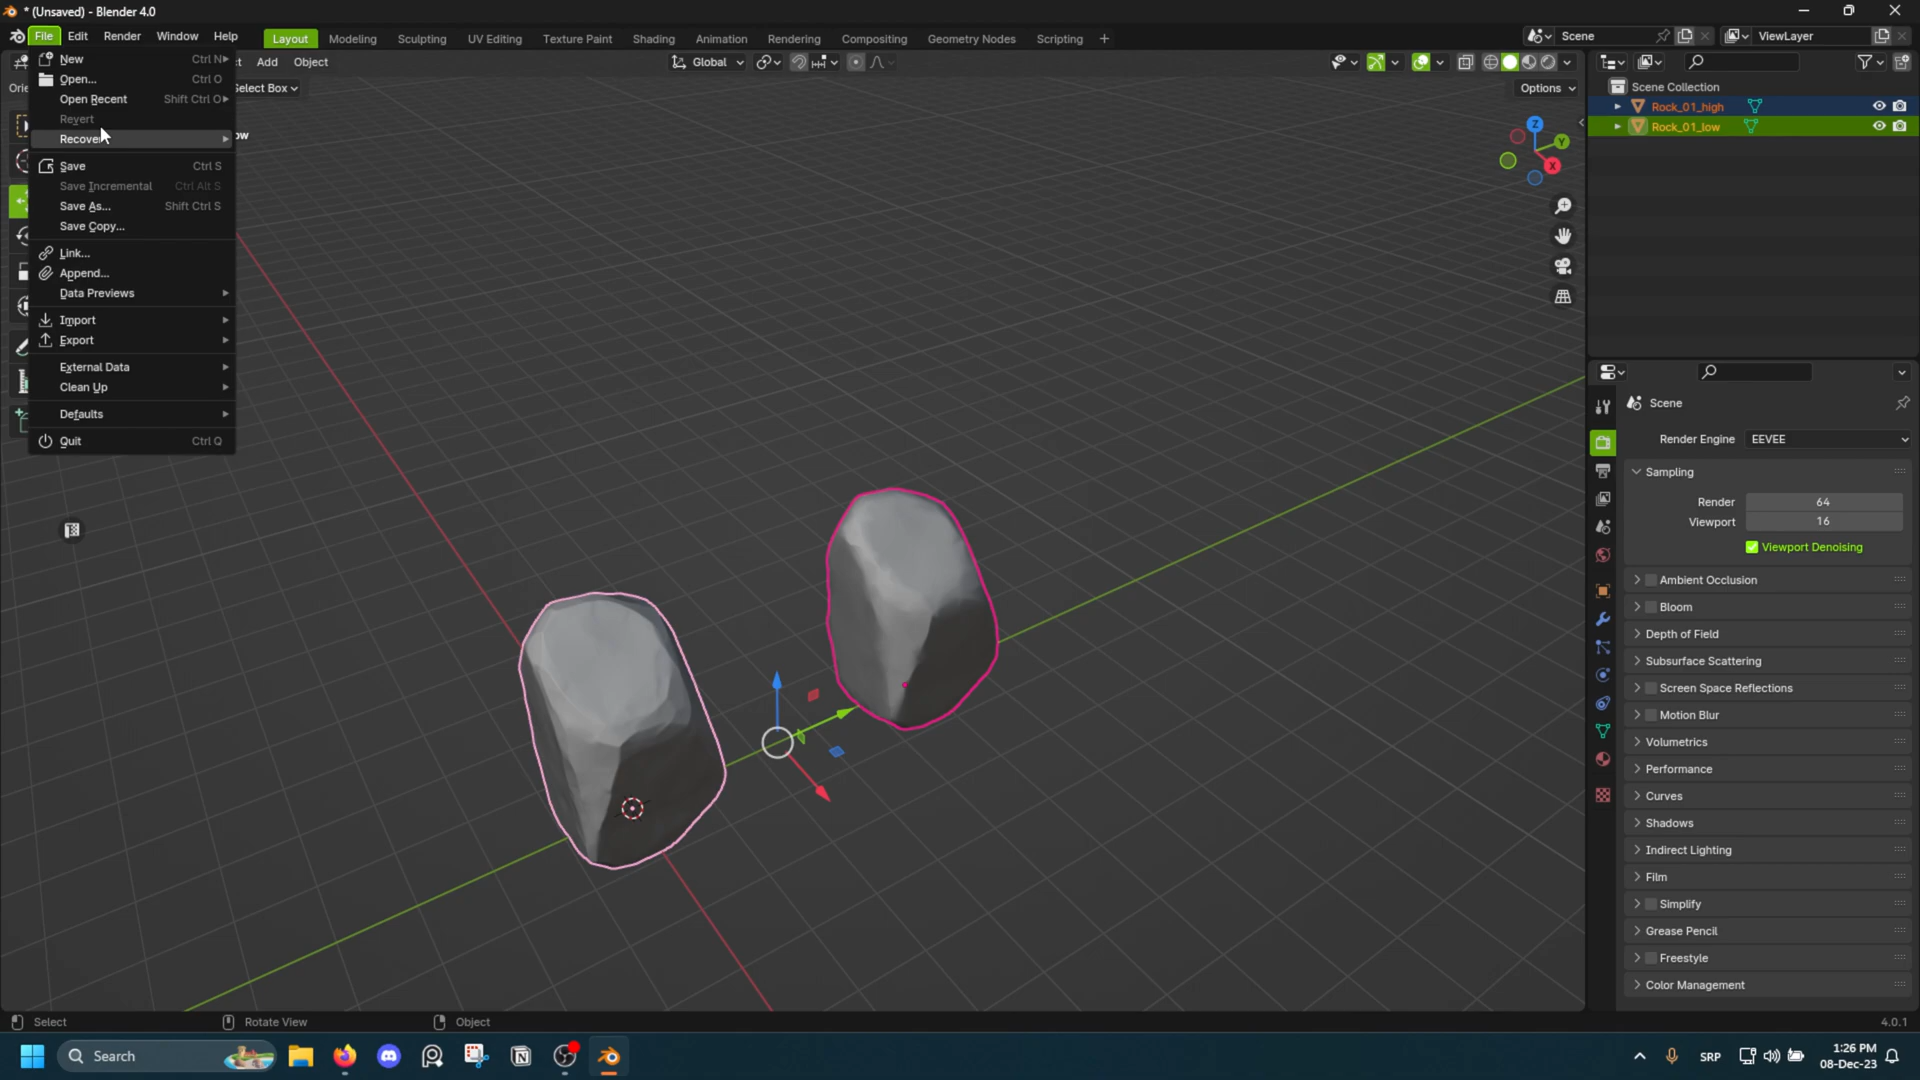 * (Unsaved) - Blender 4.0
File Edit Render Window Help Layout Modeling Sculpting UV Editing Texture Paint Shading Animation Rendering Compositing Geometry Nodes Scripting + Scene ViewLayer
New Ctrl N
Open... Ctrl O
Open Recent Shift Ctrl O
Revert
Recover
Save Ctrl S
Save Incremental Ctrl Alt S
Save As... Shift Ctrl S
Save Copy...
Link...
Append...
Data Previews
Import
Export
External Data
Clean Up
Defaults
Quit Ctrl Q
Add Object
Global
Select Box
Options
Z
Y
X
Scene Collection
Rock_01_high
Rock_01_low
Scene
Render Engine EEVEE
Sampling
Render 64
Viewport 16
Viewport Denoising
Ambient Occlusion
Bloom
Depth of Field
Subsurface Scattering
Screen Space Reflections
Motion Blur
Volumetrics
Performance
Curves
Shadows
Indirect Lighting
Film
Simplify
Grease Pencil
Freestyle
Color Management
Select Rotate View Object 4.0.1
Search SRP 1:26 PM
08-Dec-23